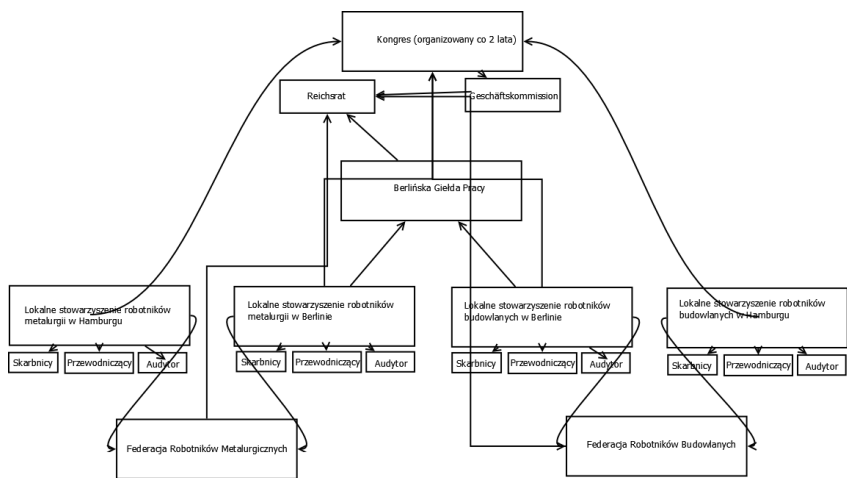 Kongres (organizowany co 2 lata)
Reichsrat
Geschäftskommission
Berlińska Giełda Pracy
Lokalne stowarzyszenie robotników
metalurgii w Hamburgu
Lokalne stowarzyszenie robotników
metalurgii w Berlinie
Lokalne stowarzyszenie robotników
budowlanych w Berlinie
Lokalne stowarzyszenie robotników
budowlanych w Hamburgu
Skarbnicy
Przewodniczący
Audytor
Skarbnicy
Przewodniczący
Audytor
Skarbnicy
Przewodniczący
Audytor
Skarbnicy
Przewodniczący
Audytor
Federacja Robotników Metalurgicznych
Federacja Robotników Budowlanych